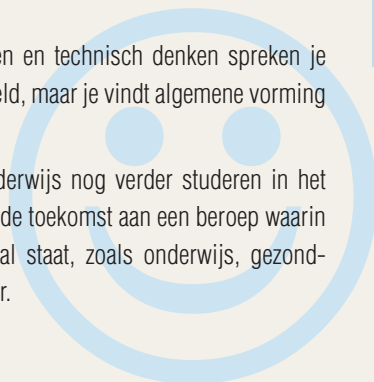 en en technisch denken spreken je
eld, maar je vindt algemene vorming
derwijs nog verder studeren in het
de toekomst aan een beroep waarin
al staat, zoals onderwijs, gezond-
r.